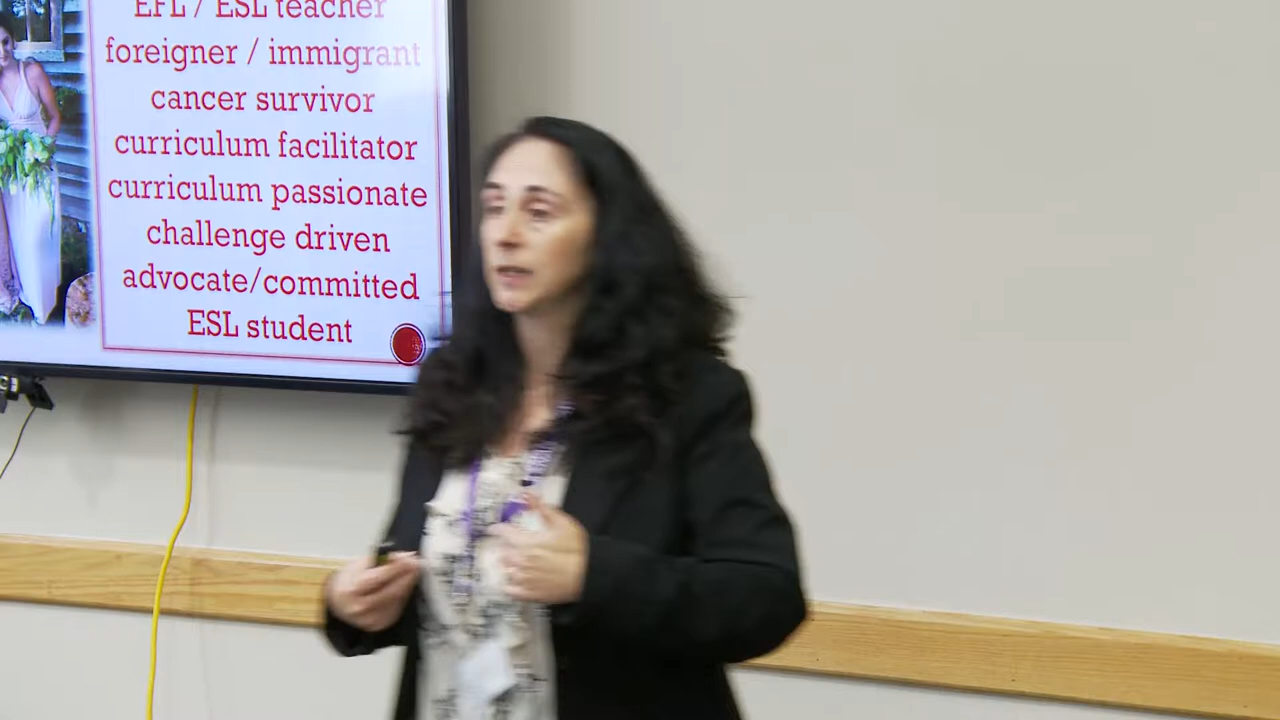 EFL / ESL teacher
foreigner / immigrant
cancer survivor
curriculum facilitator
curriculum passionate
challenge driven
advocate/committed
ESL student